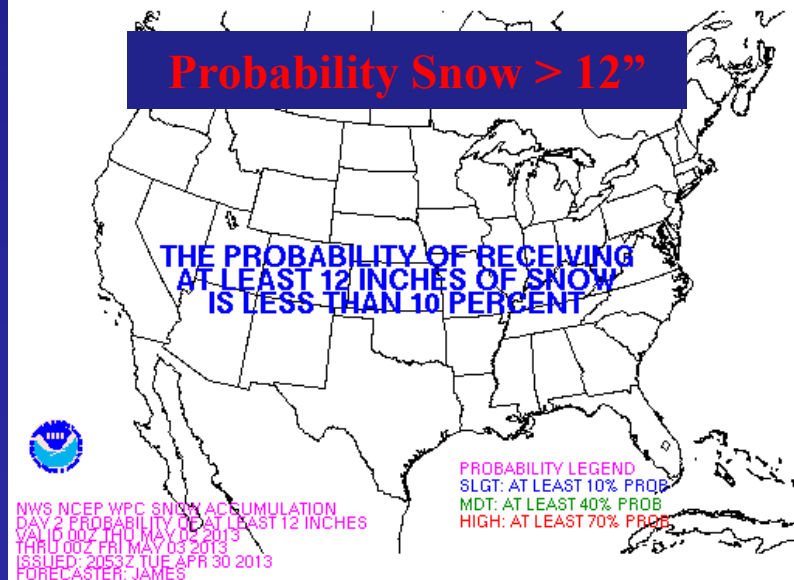 Probability Snow > 12”
THE PROBABILITY OF RECEIVING
AT LEAST 12 INCHES OF SNOW
IS LESS THAN 10 PERCENT
PROBABILITY LEGEND
SLGT: AT LEAST 10% PROB
MDT: AT LEAST 40% PROB
HIGH: AT LEAST 70% PROB
NWS NCEP WPC SNOW ACCUMULATION
DAY 2 PROBABILITY OF AT LEAST 12 INCHES
VALID 00Z THU MAY 02 2013
THRU 00Z FRI MAY 03 2013
ISSUED: 2053Z TUE APR 30 2013
FORECASTER: JAMES